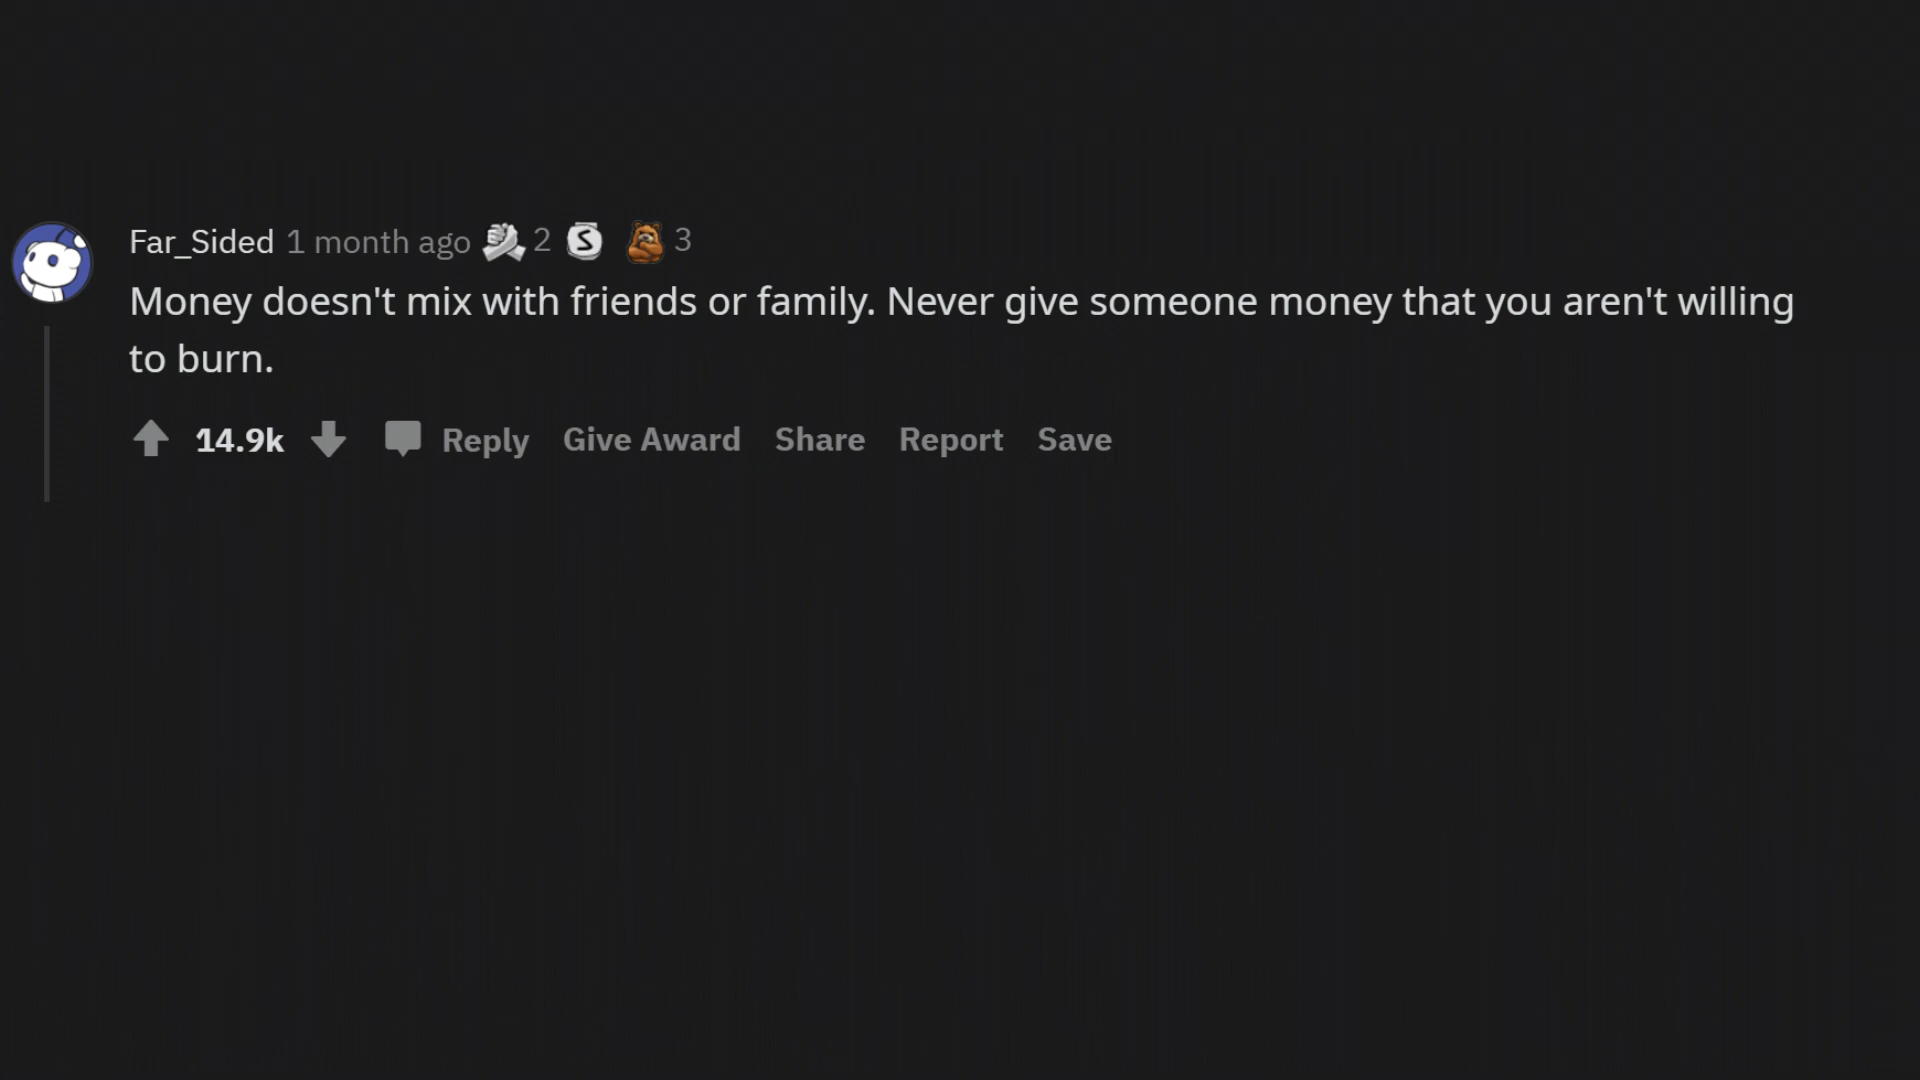 Far_Sided 1 month ago 2 S 3
Money doesn't mix with friends or family. Never give someone money that you aren't willing
to burn.
14.9k Reply Give Award Share Report Save